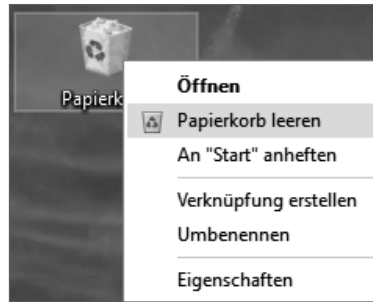 Papierk
Öffnen
Papierkorb leeren
An "Start" anheften
Verknüpfung erstellen
Umbenennen
Eigenschaften